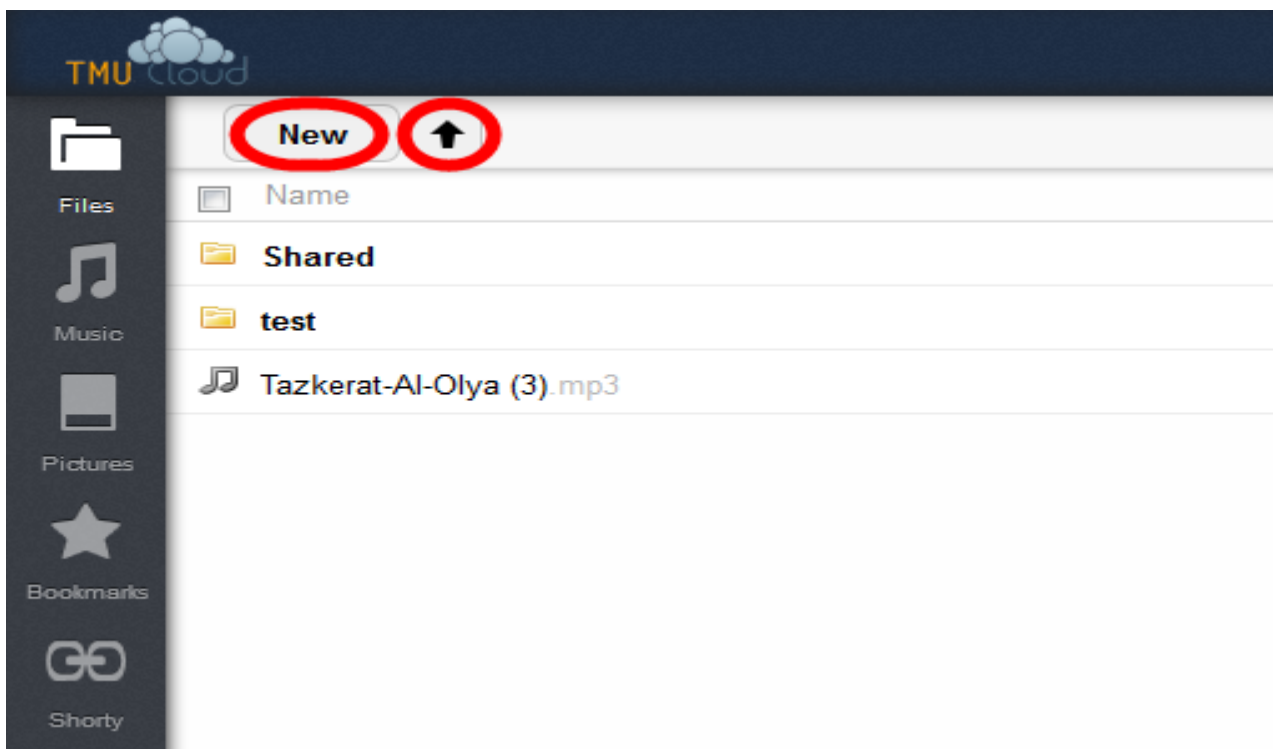 TMU Cloud
New
Files
Name
Shared
Music
test
Tazkerat-Al-Olya (3).mp3
Pictures
Bookmarks
Shorty